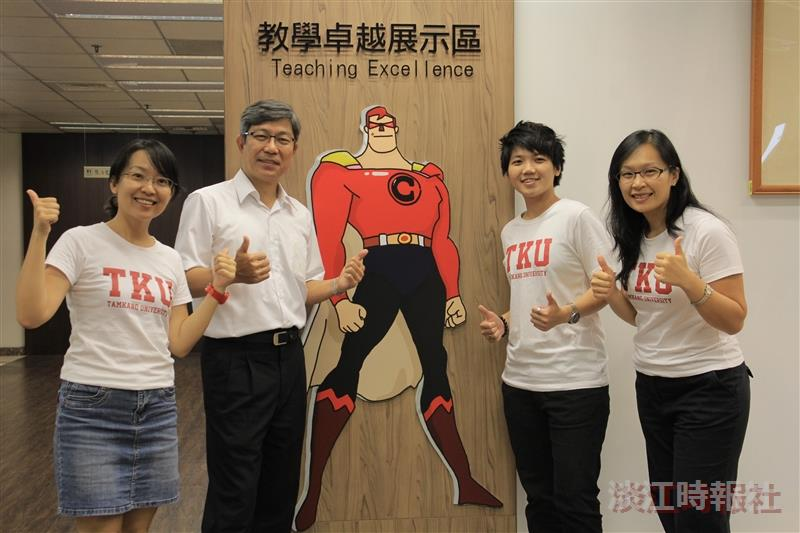 教學卓越展示區
Teaching Excellence
C
TKU
TAMKANG UNIVERSITY
TKU
TAMKANG UNIVERSITY
TKU
TAMKANG UNIVERSITY
淡江時報社